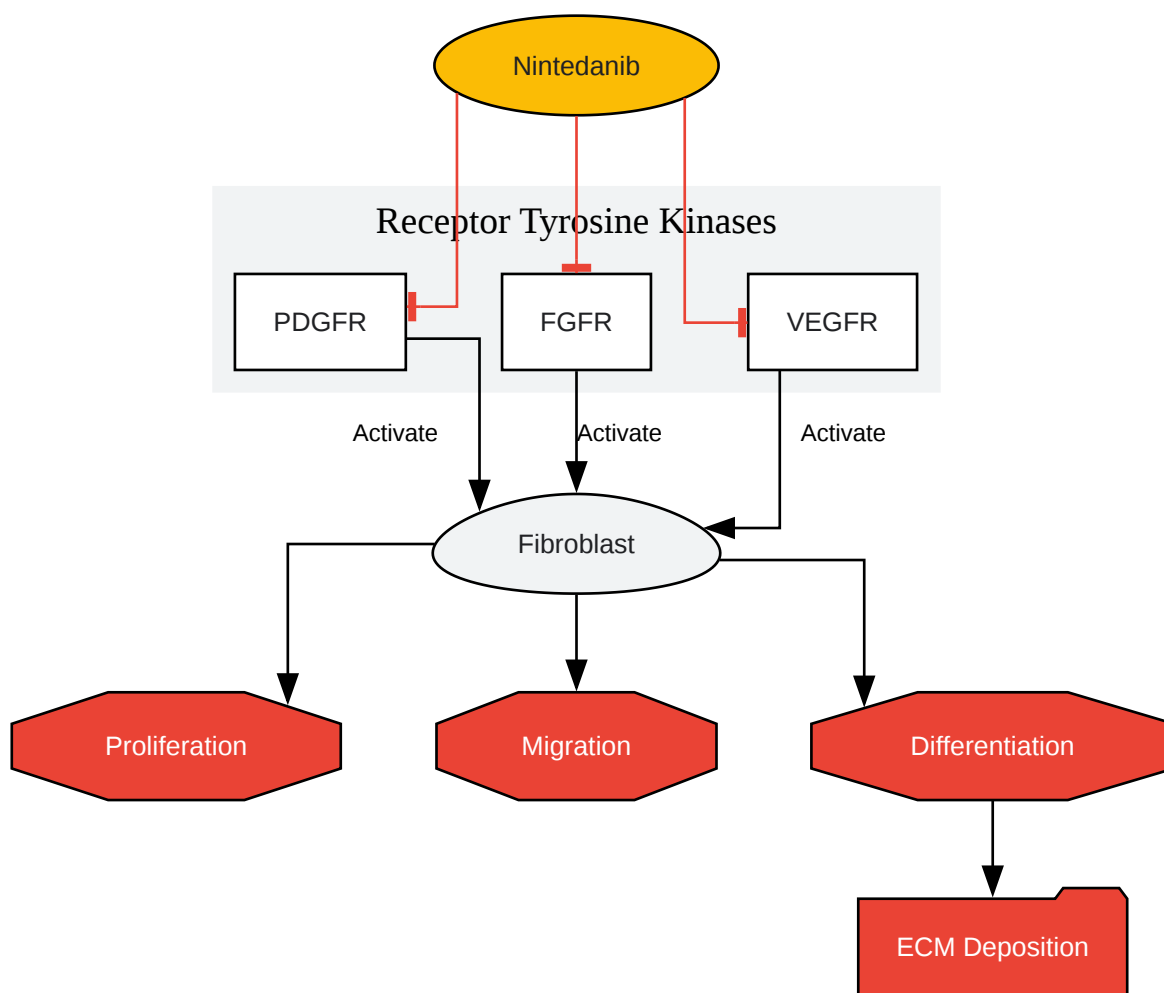 Nintedanib
Receptor Tyrosine Kinases
PDGFR
FGFR
VEGFR
Activate
Activate
Activate
Fibroblast
Proliferation
Migration
Differentiation
ECM Deposition